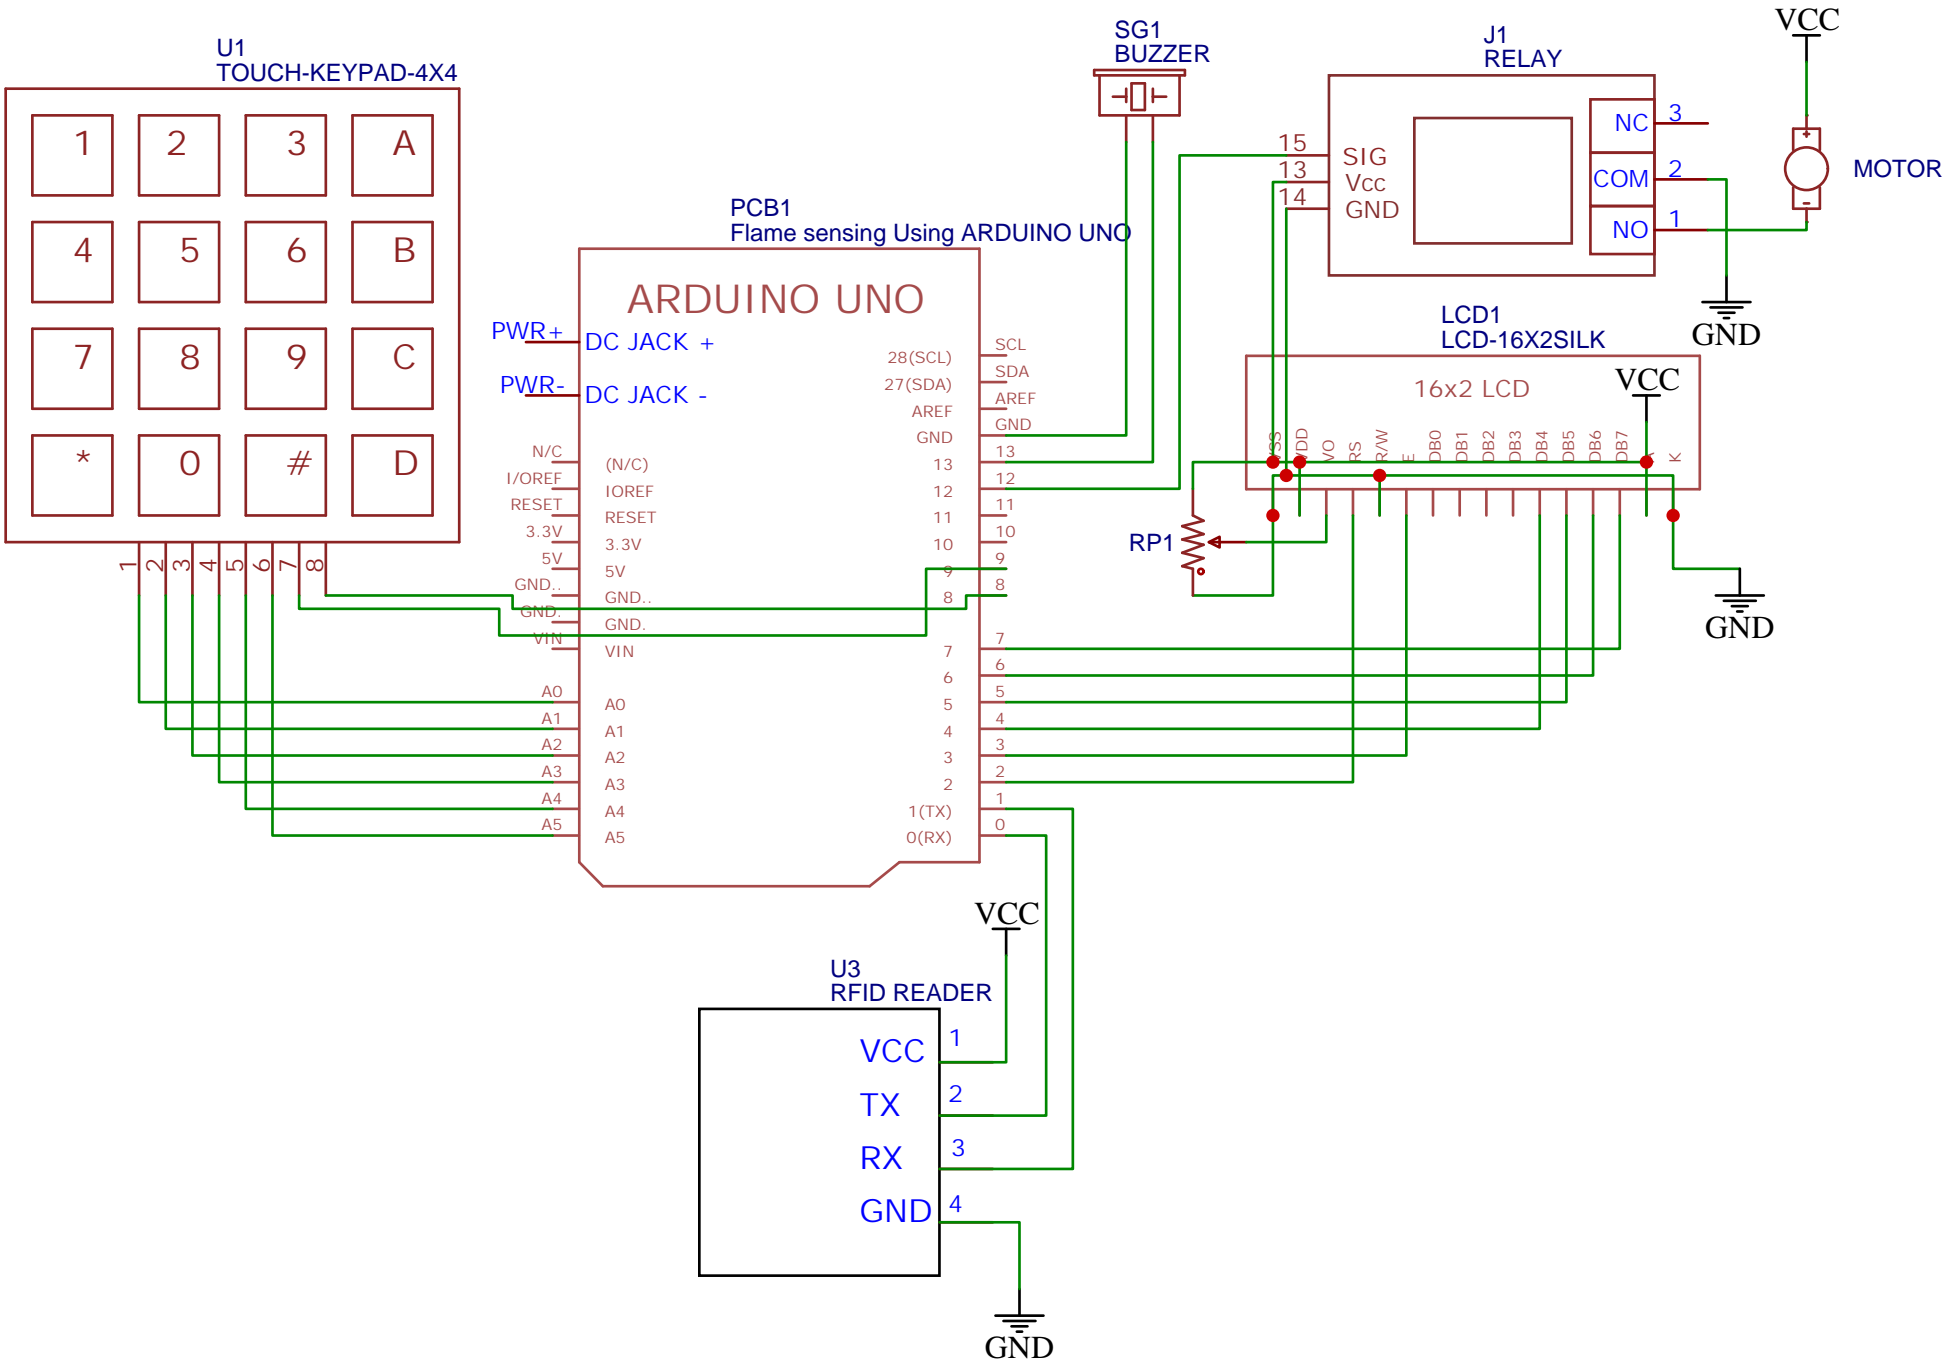 U1
TOUCH-KEYPAD-4X4
1 2 3 A
4 5 6 B
7 8 9 C
* 0 # D
1 2 3 4 5 6 7 8
PCB1
Flame sensing Using ARDUINO UNO
ARDUINO UNO
PWR+ DC JACK +
PWR- DC JACK -
N/C (N/C)
I/OREF IOREF
RESET RESET
3.3V 3.3V
5V 5V
GND.. GND..
GND. GND.
VIN VIN
A0 A0
A1 A1
A2 A2
A3 A3
A4 A4
A5 A5
28(SCL) SCL
27(SDA) SDA
AREF AREF
GND GND
13 13
12 12
11 11
10 10
9 9
8 8
7 7
6 6
5 5
4 4
3 3
2 2
1(TX) 1
0(RX) 0
SG1
BUZZER
J1
RELAY
15 SIG
13 Vcc
14 GND
NC 3
COM 2
NO 1
VCC
MOTOR
GND
LCD1
LCD-16X2SILK
16x2 LCD
VCC
VSS VDD VO RS R/W E DB0 DB1 DB2 DB3 DB4 DB5 DB6 DB7 A K
RP1
GND
VCC
U3
RFID READER
VCC 1
TX 2
RX 3
GND 4
GND